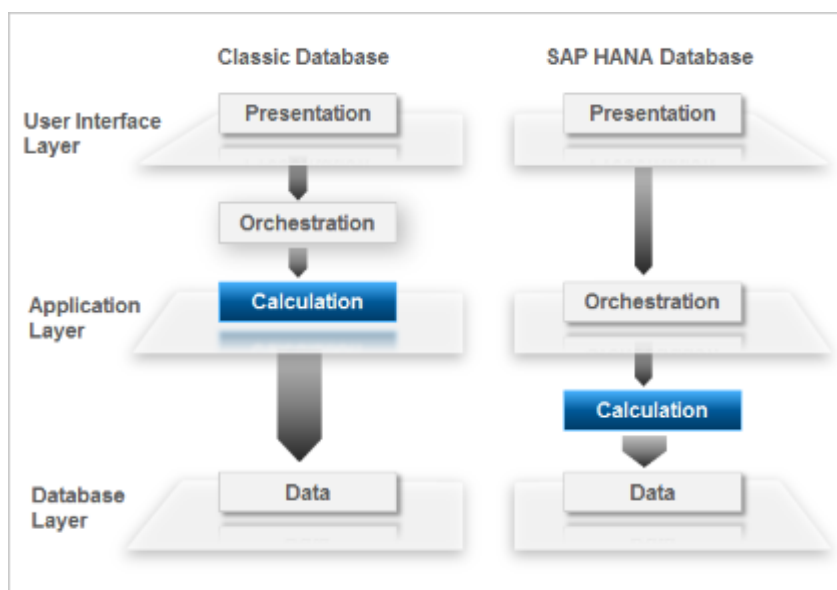 Classic Database
SAP HANA Database
User Interface
Layer
Presentation
Presentation
Orchestration
Application
Layer
Calculation
Orchestration
Calculation
Database
Layer
Data
Data